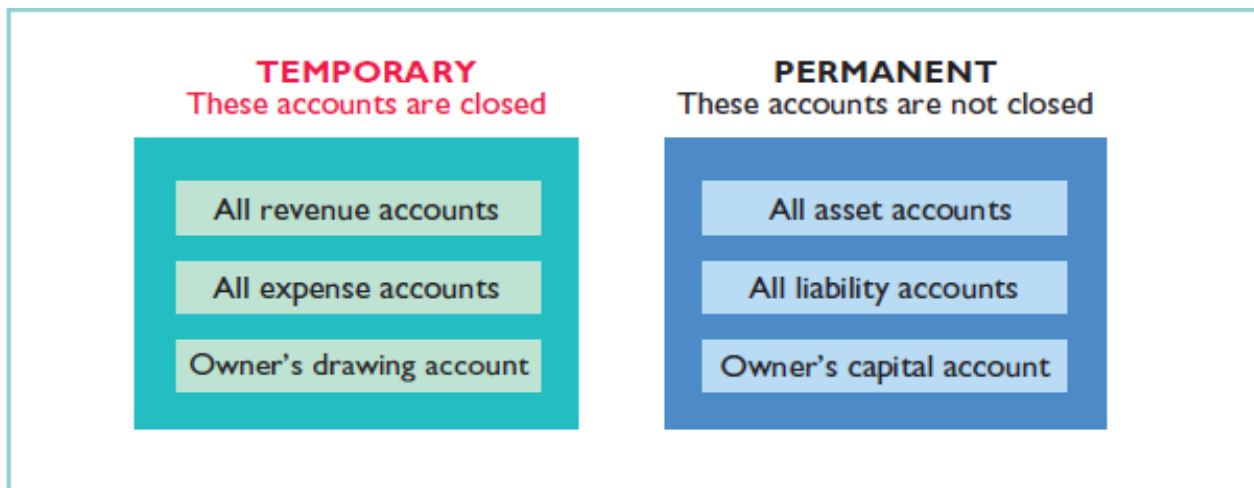 TEMPORARY
These accounts are closed
All revenue accounts
All expense accounts
Owner’s drawing account
PERMANENT
These accounts are not closed
All asset accounts
All liability accounts
Owner’s capital account